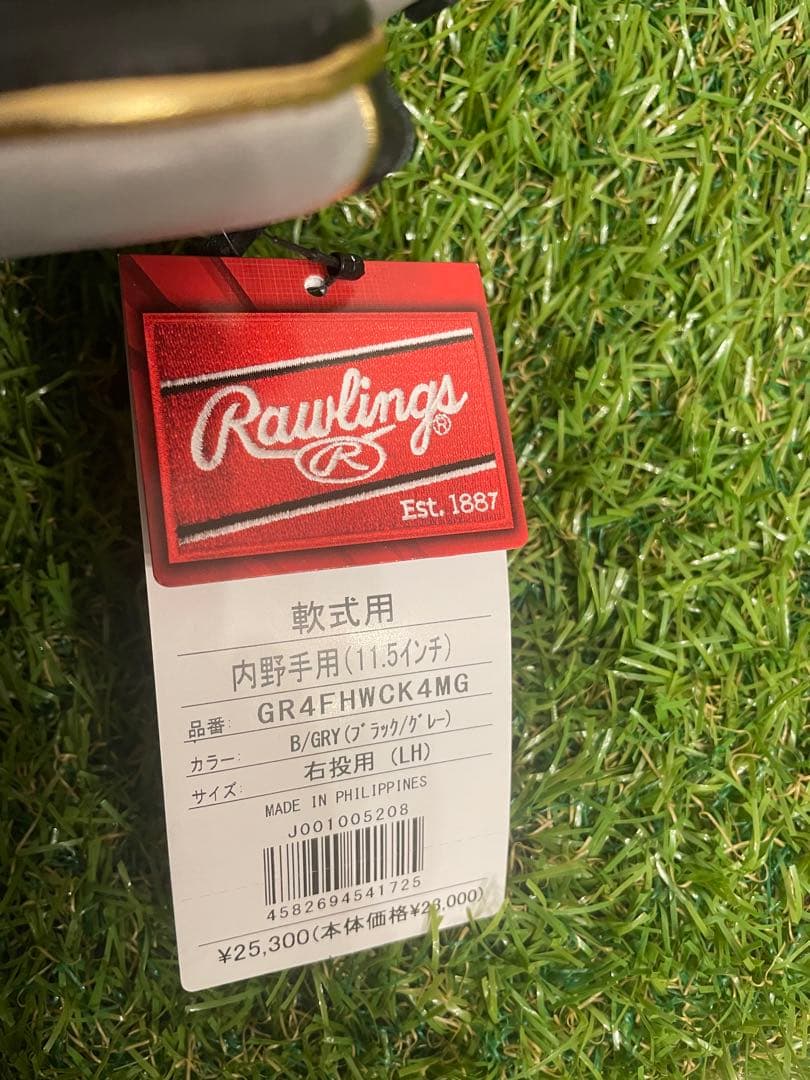 Rawlings®
R
Est. 1887
軟式用
内野手用(11.5インチ)
品番: GR4FHWCK4MG
カラー: B/GRY(ブラック/グレー)
サイズ: 右投用 (LH)
MADE IN PHILIPPINES
J001005208
4582694541725
¥25,300(本体価格¥23,000)